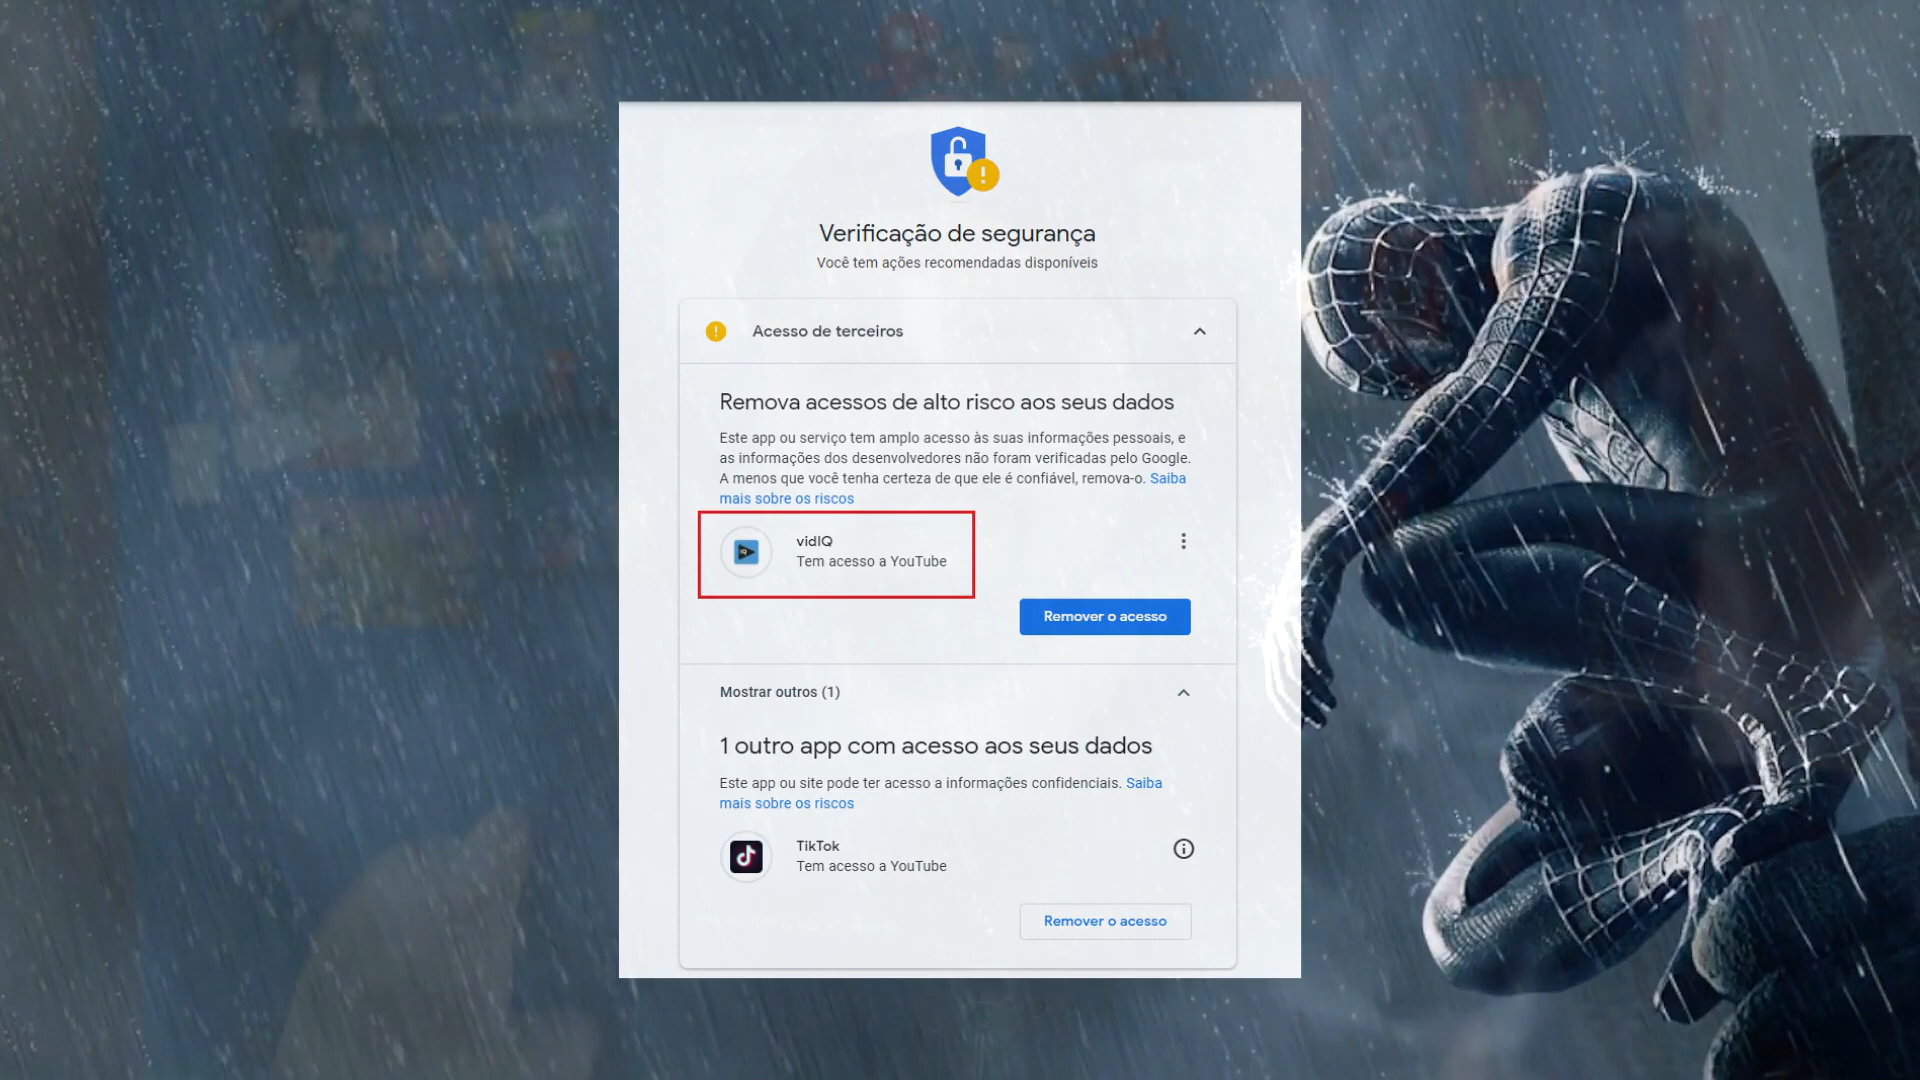 Verificação de segurança
Você tem ações recomendadas disponíveis
Acesso de terceiros
Remova acessos de alto risco aos seus dados
Este app ou serviço tem amplo acesso às suas informações pessoais, e
as informações dos desenvolvedores não foram verificadas pelo Google.
A menos que você tenha certeza de que ele é confiável, remova-o. Saiba
mais sobre os riscos
vidIQ
Tem acesso a YouTube
Remover o acesso
Mostrar outros (1)
1 outro app com acesso aos seus dados
Este app ou site pode ter acesso a informações confidenciais. Saiba
mais sobre os riscos
TikTok
Tem acesso a YouTube
Remover o acesso